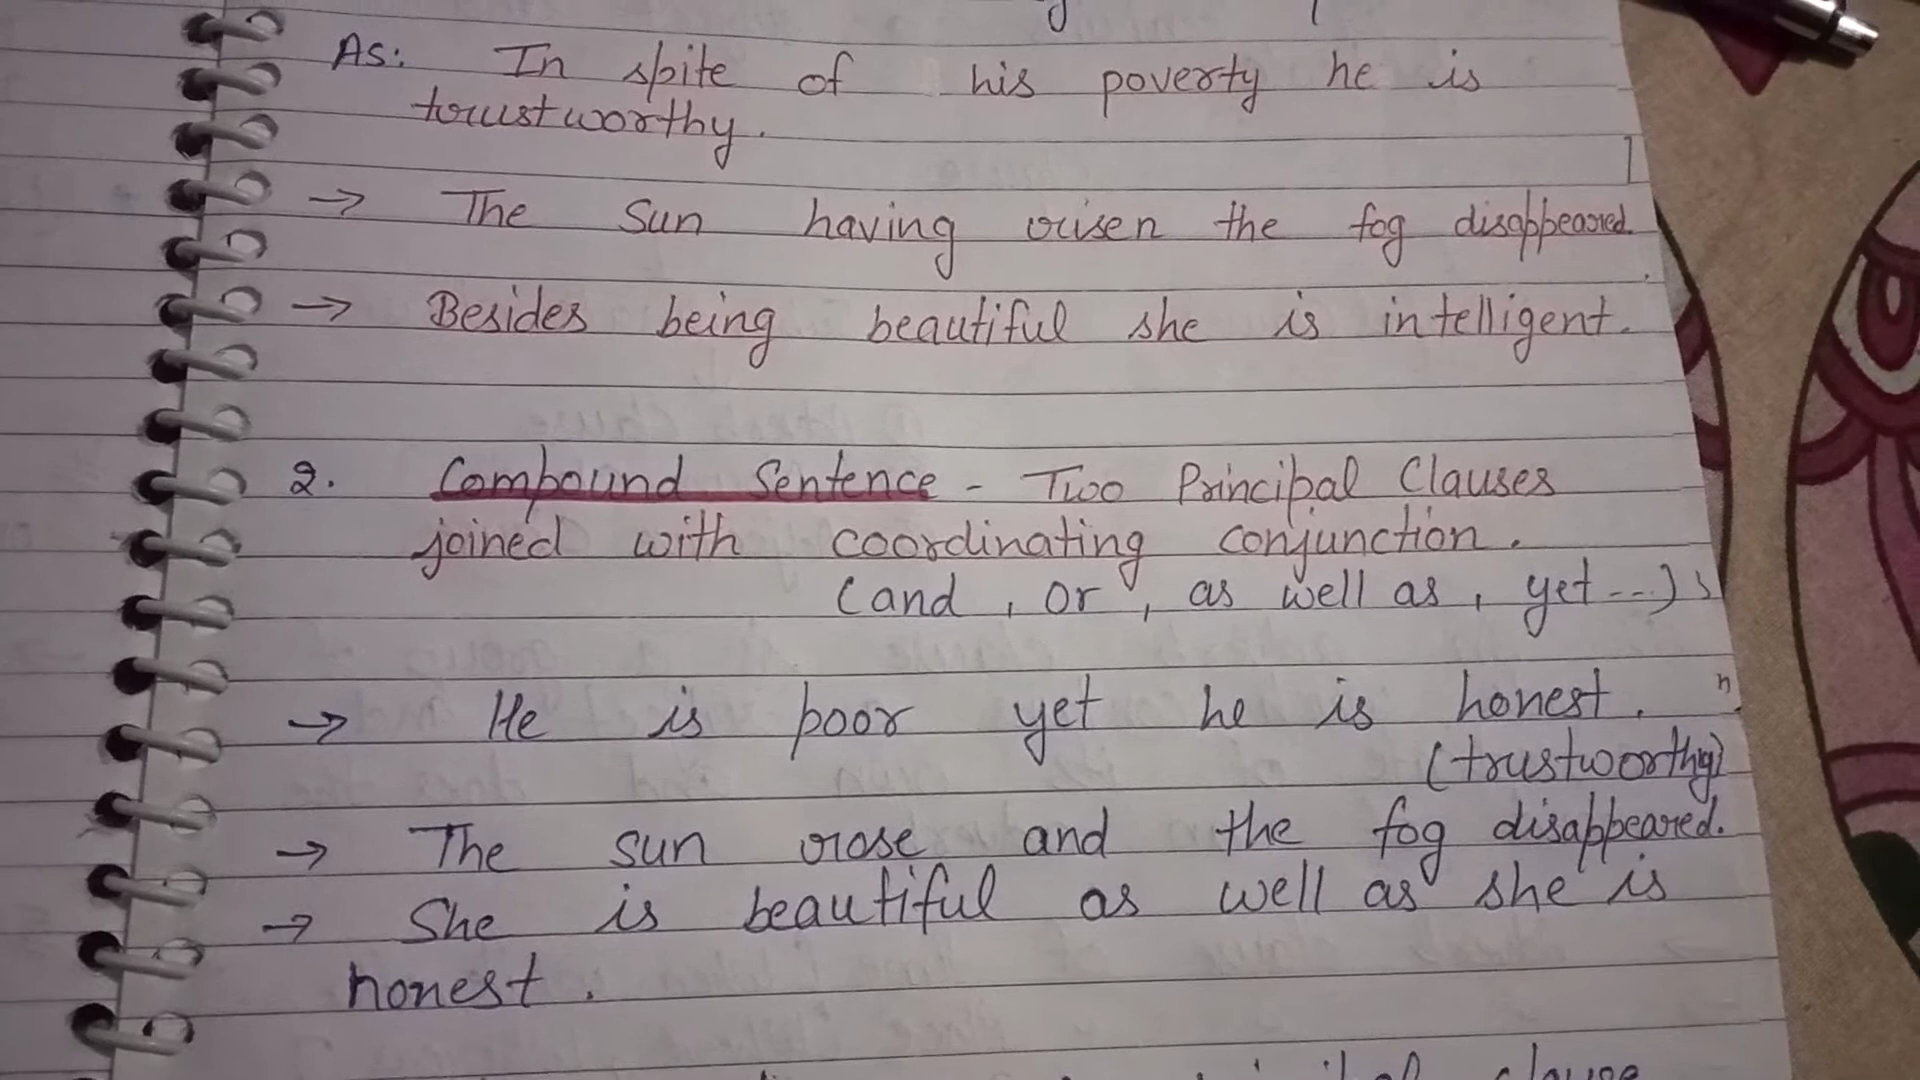 As: In spite of his poverty he is
trustworthy.
→ The Sun having risen the fog disappeared.
→ Besides being beautiful she is intelligent.
2. Compound Sentence - Two Principal Clauses
joined with coordinating conjunction.
(and, or, as well as, yet---)
→ He is poor yet he is honest.
(trustworthy)
→ The sun rose and the fog disappeared.
→ She is beautiful as well as she is
honest.
clause